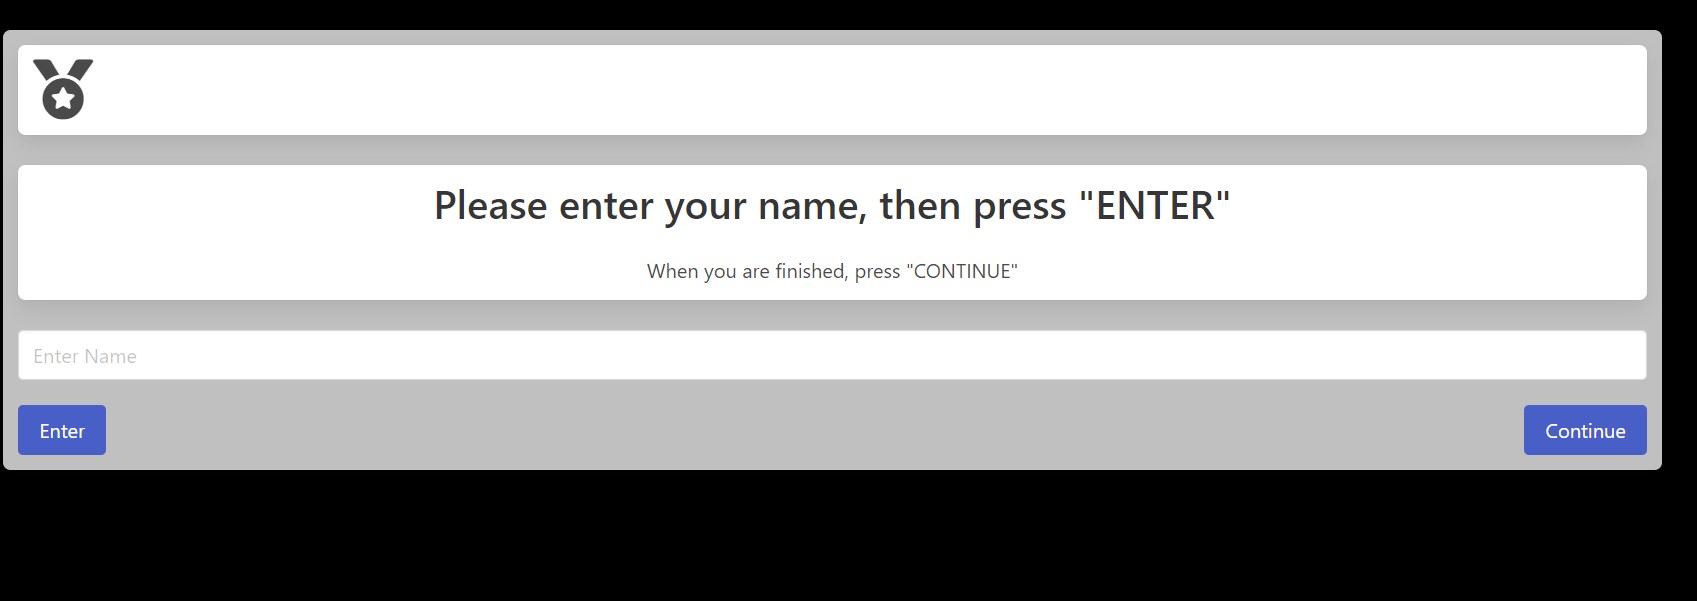 Please enter your name, then press "ENTER"
When you are finished, press "CONTINUE"
Enter Name
Enter
Continue